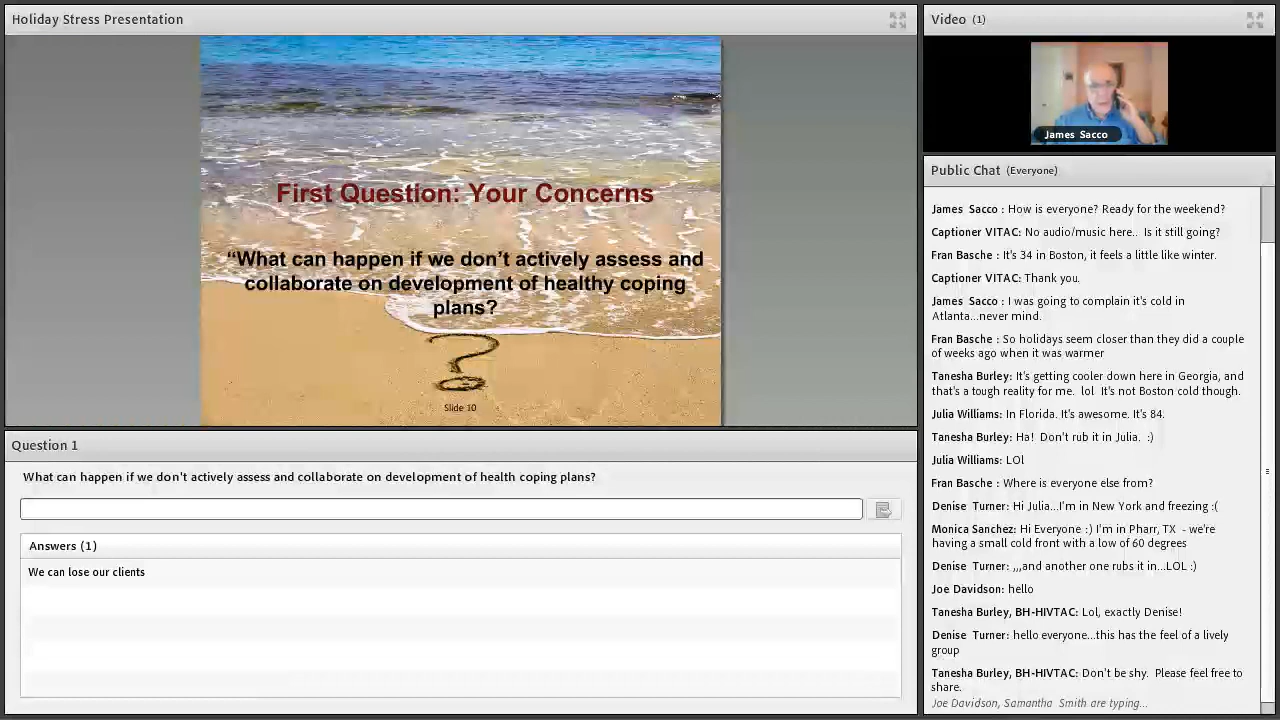 Holiday Stress Presentation
First Question: Your Concerns
“What can happen if we don’t actively assess and
collaborate on development of healthy coping
plans?
?
Slide 10
Question 1
What can happen if we don't actively assess and collaborate on development of health coping plans?
Answers (1)
We can lose our clients
Video (1)
James Sacco
Public Chat (Everyone)
James Sacco : How is everyone? Ready for the weekend?
Captioner VITAC: No audio/music here.. Is it still going?
Fran Basche : It's 34 in Boston, it feels a little like winter.
Captioner VITAC: Thank you.
James Sacco : I was going to complain it's cold in
Atlanta...never mind.
Fran Basche : So holidays seem closer than they did a couple
of weeks ago when it was warmer
Tanesha Burley: It's getting cooler down here in Georgia, and
that's a tough reality for me. lol It's not Boston cold though.
Julia Williams: In Florida. It's awesome. It's 84.
Tanesha Burley: Ha! Don't rub it in Julia. :)
Julia Williams: LOl
Fran Basche : Where is everyone else from?
Denise Turner: Hi Julia...I'm in New York and freezing :(
Monica Sanchez: Hi Everyone :) I'm in Pharr, TX - we're
having a small cold front with a low of 60 degrees
Denise Turner: ,,,and another one rubs it in...LOL :)
Joe Davidson: hello
Tanesha Burley, BH-HIVTAC: Lol, exactly Denise!
Denise Turner: hello everyone...this has the feel of a lively
group
Tanesha Burley, BH-HIVTAC: Don't be shy. Please feel free to
share.
Joe Davidson, Samantha Smith are typing...